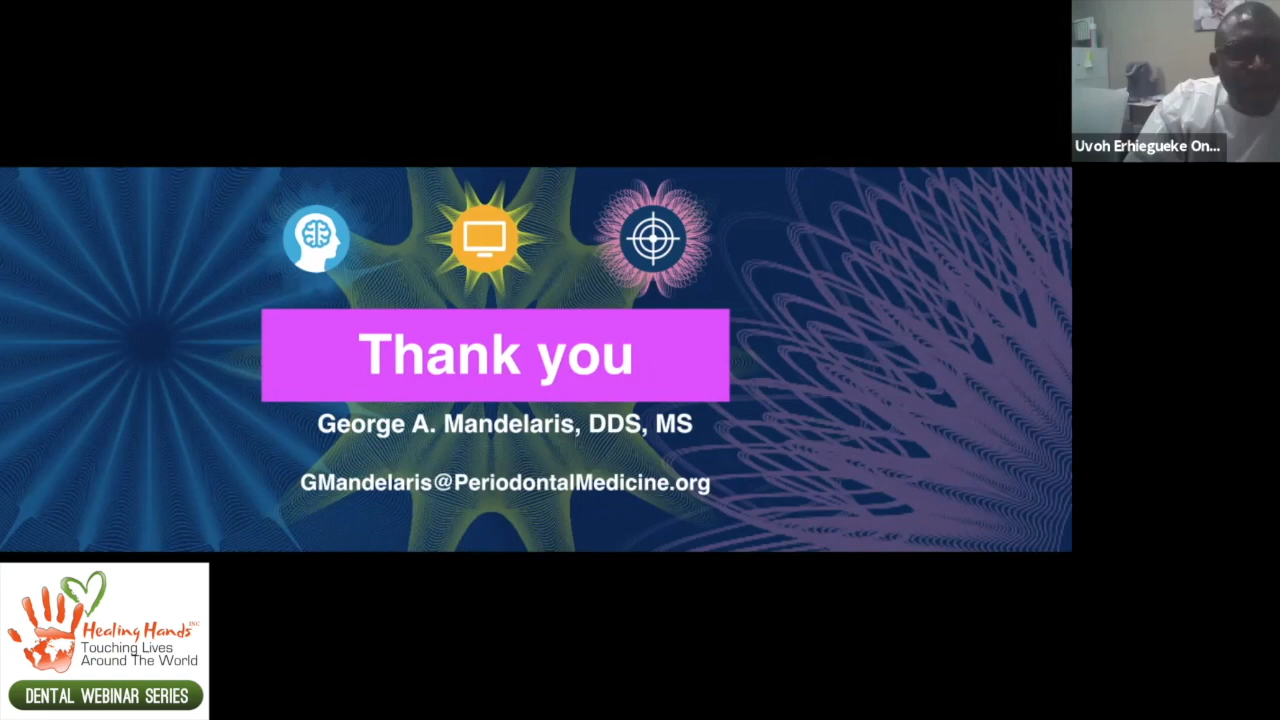 Uvoh Erhiegueke On...
Thank you
George A. Mandelaris, DDS, MS
GMandelaris@PeriodontalMedicine.org
Healing Hands INC
Touching Lives
Around The World
DENTAL WEBINAR SERIES